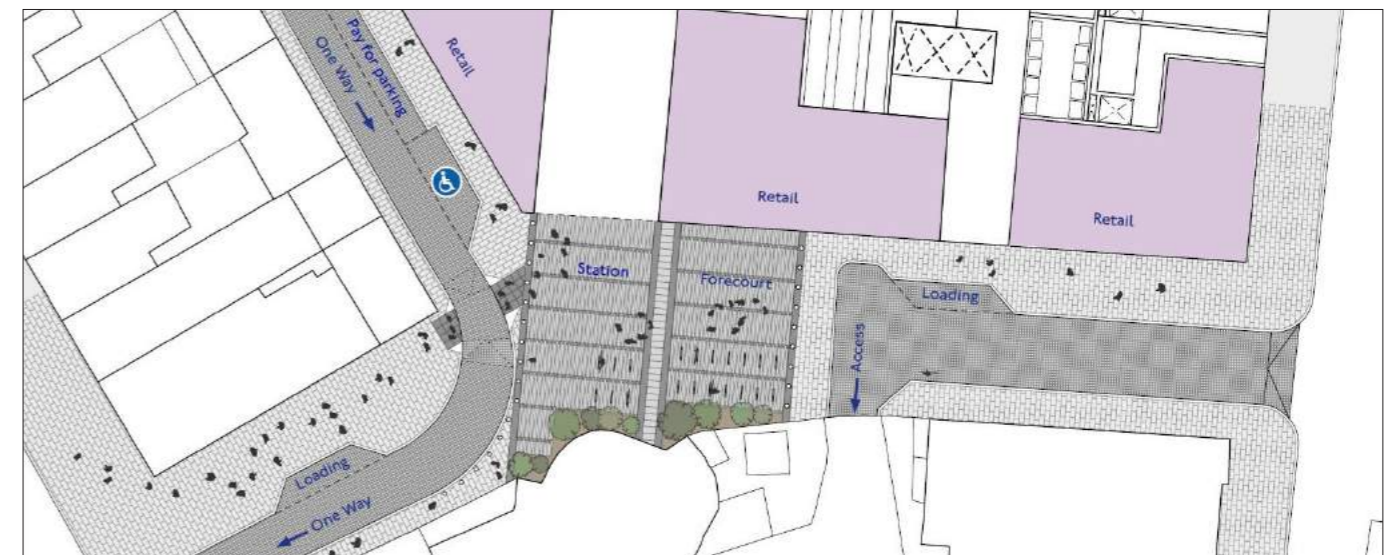 Pay for parking
One Way
Retail
Retail
Retail
Station
Forecourt
Loading
Access
Loading
One Way